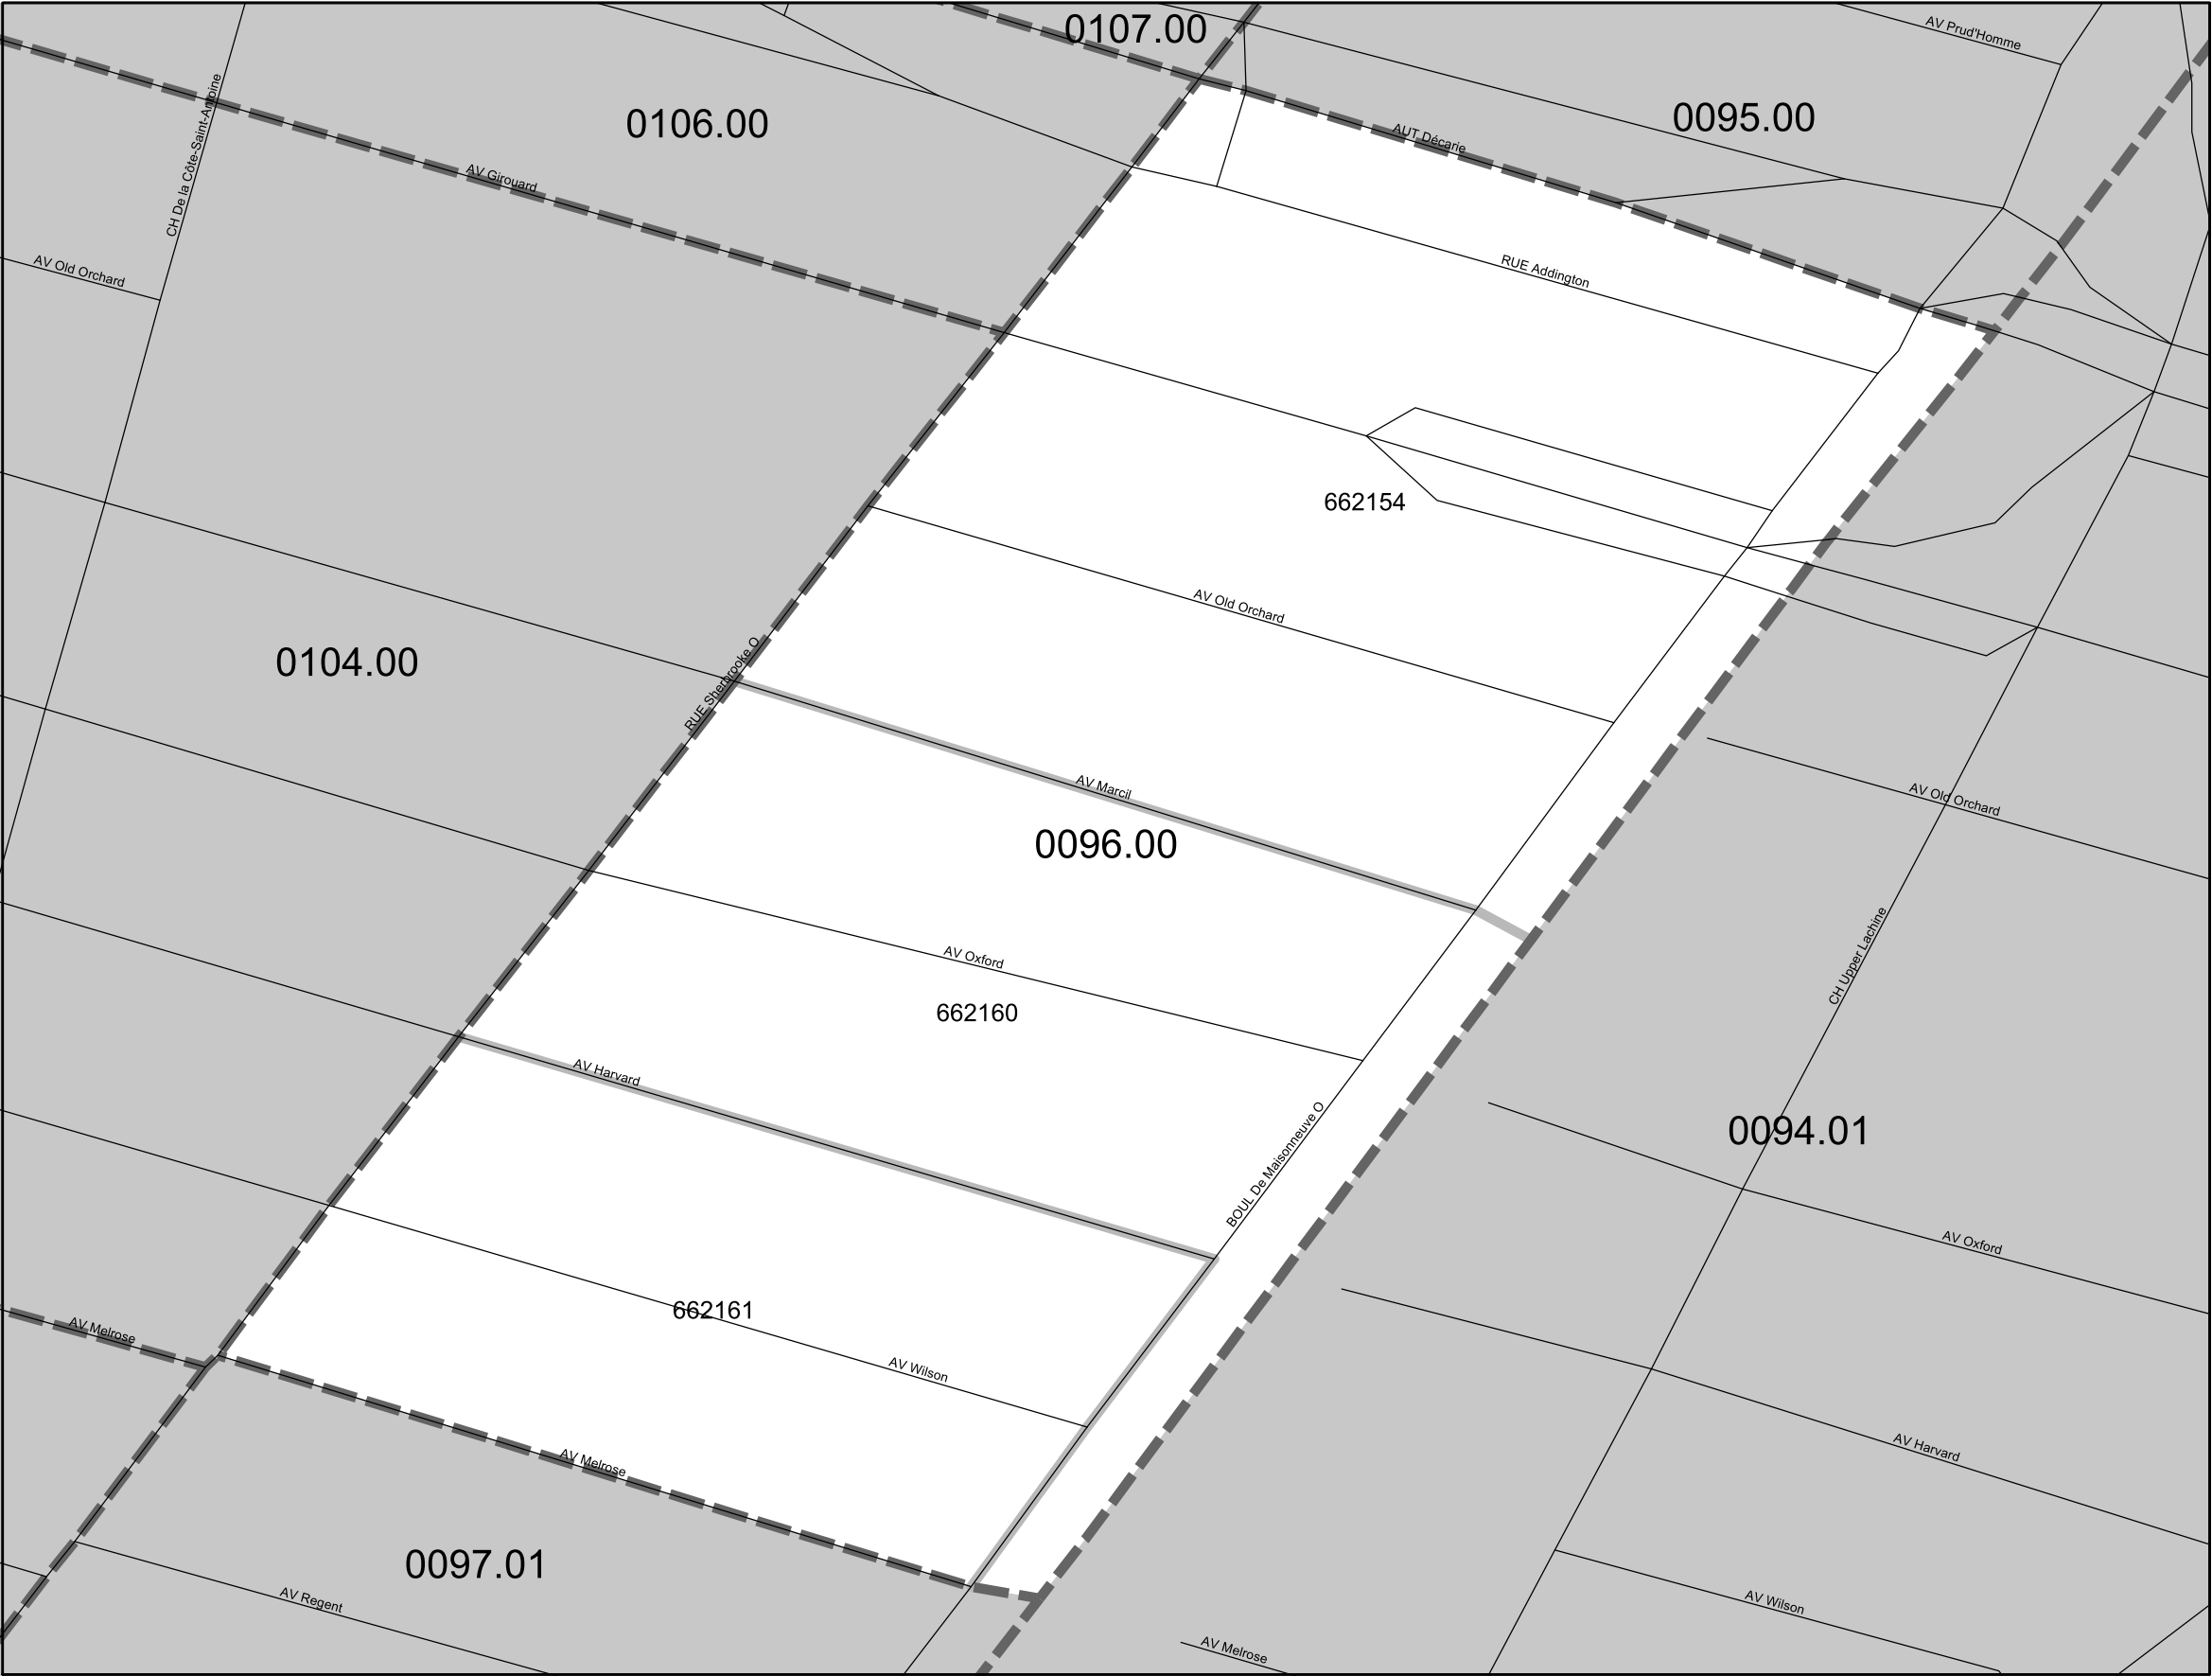 0107.00
AV Prud'Homme
0106.00
0095.00
AUT Décarie
CH De la Côte-Saint-Antoine
AV Girouard
AV Old Orchard
RUE Addington
662154
AV Old Orchard
0104.00
RUE Sherbrooke O
AV Marcil
AV Old Orchard
0096.00
AV Oxford
CH Upper Lachine
662160
AV Harvard
0094.01
BOUL De Maisonneuve O
AV Oxford
662161
AV Melrose
AV Wilson
AV Melrose
AV Harvard
0097.01
AV Regent
AV Wilson
AV Melrose